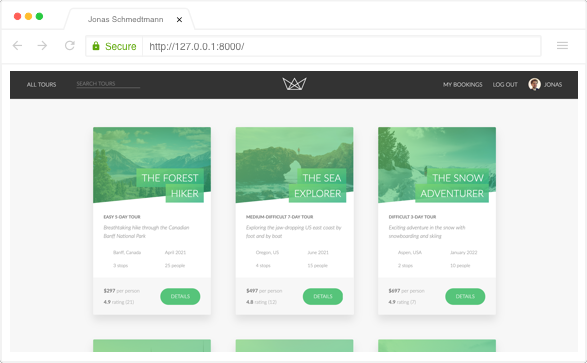 Jonas Schmedtmann
Secure
http://127.0.0.1:8000/
ALL TOURS
SEARCH TOURS
MY BOOKINGS
LOG OUT
JONAS
THE FOREST
HIKER
EASY 5-DAY TOUR
Breathtaking hike through the Canadian
Banff National Park
Banff, Canada
April 2021
3 stops
25 people
$297 per person
4.9 rating (21)
DETAILS
THE SEA
EXPLORER
MEDIUM-DIFFICULT 7-DAY TOUR
Exploring the jaw-dropping US east coast by
foot and by boat
Oregon, US
June 2021
4 stops
15 people
$497 per person
4.8 rating (12)
DETAILS
THE SNOW
ADVENTURER
DIFFICULT 3-DAY TOUR
Exciting adventure in the snow with
snowboarding and skiing
Aspen, USA
January 2022
2 stops
10 people
$697 per person
4.9 rating (7)
DETAILS